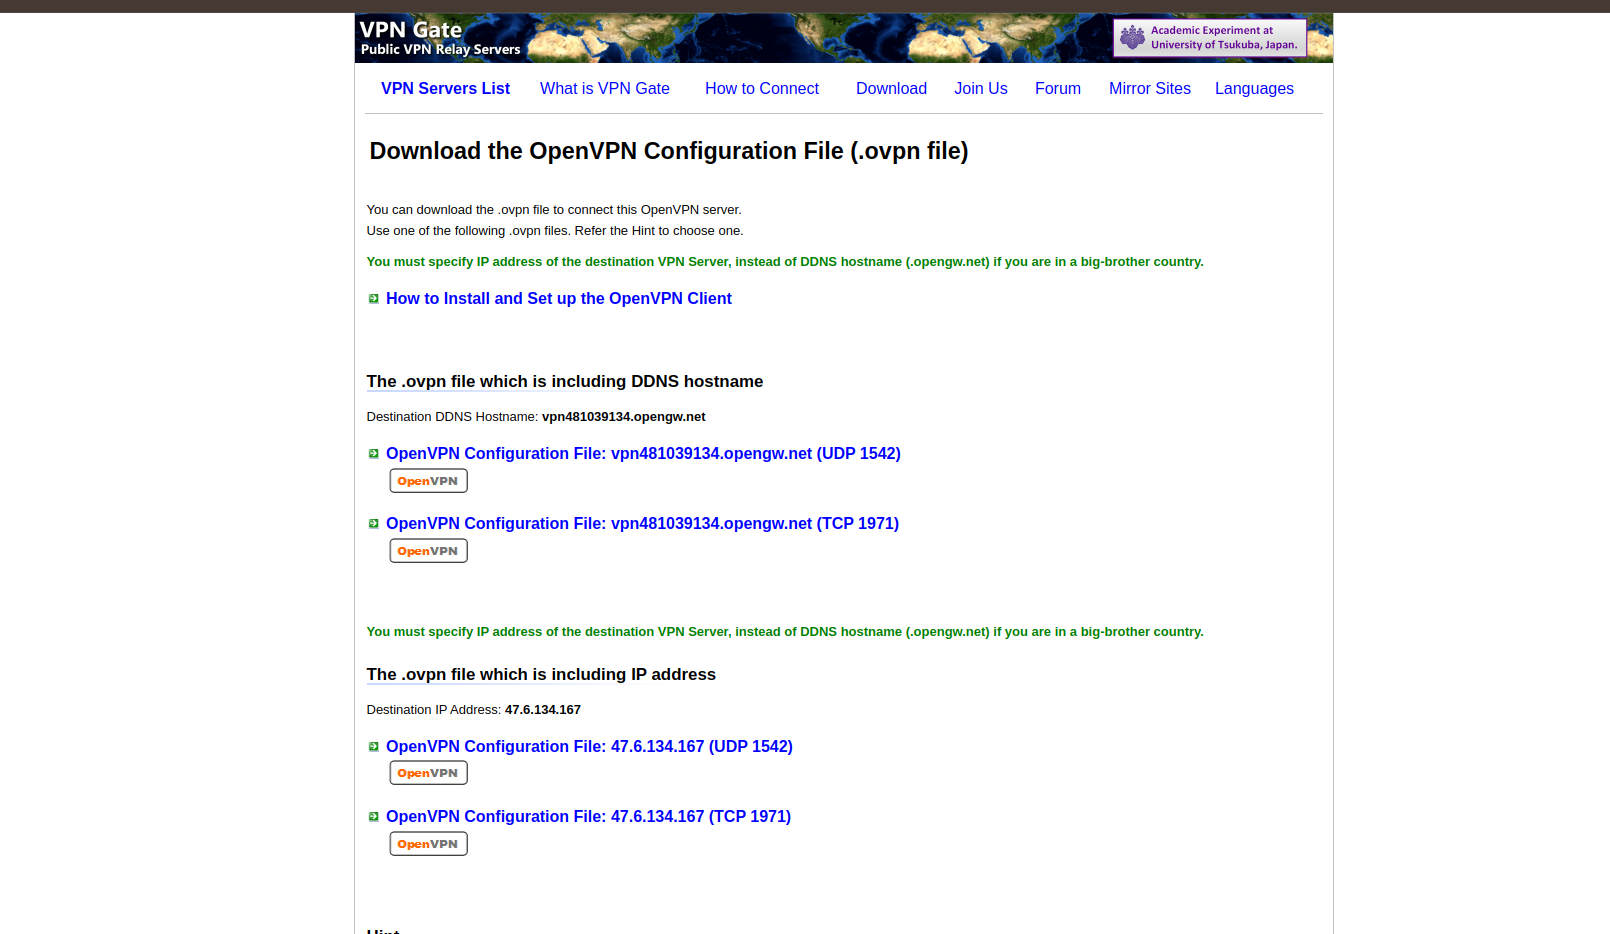 VPN Gate
Public VPN Relay Servers
Academic Experiment at
University of Tsukuba, Japan.
VPN Servers List What is VPN Gate How to Connect Download Join Us Forum Mirror Sites Languages
Download the OpenVPN Configuration File (.ovpn file)
You can download the .ovpn file to connect this OpenVPN server.
Use one of the following .ovpn files. Refer the Hint to choose one.
You must specify IP address of the destination VPN Server, instead of DDNS hostname (.opengw.net) if you are in a big-brother country.
How to Install and Set up the OpenVPN Client
The .ovpn file which is including DDNS hostname
Destination DDNS Hostname: vpn481039134.opengw.net
OpenVPN Configuration File: vpn481039134.opengw.net (UDP 1542)
OpenVPN
OpenVPN Configuration File: vpn481039134.opengw.net (TCP 1971)
OpenVPN
You must specify IP address of the destination VPN Server, instead of DDNS hostname (.opengw.net) if you are in a big-brother country.
The .ovpn file which is including IP address
Destination IP Address: 47.6.134.167
OpenVPN Configuration File: 47.6.134.167 (UDP 1542)
OpenVPN
OpenVPN Configuration File: 47.6.134.167 (TCP 1971)
OpenVPN